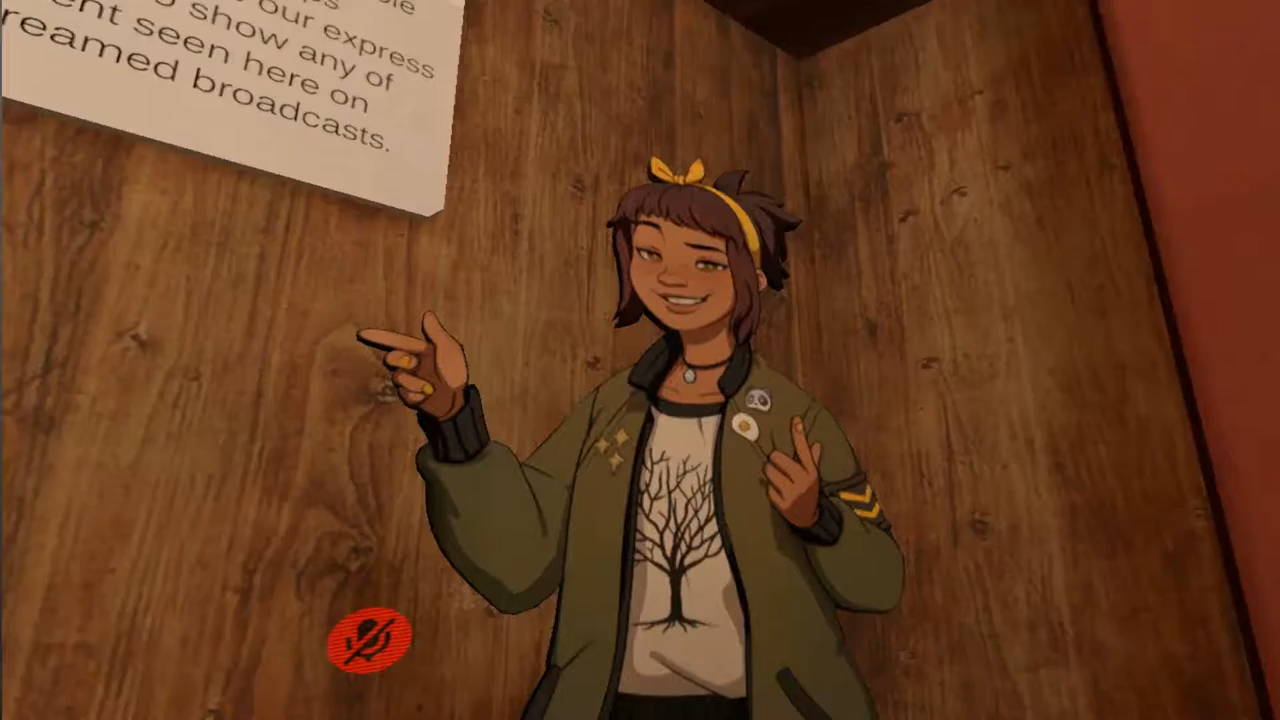 our express
show any of
ent seen here on
reamed broadcasts.